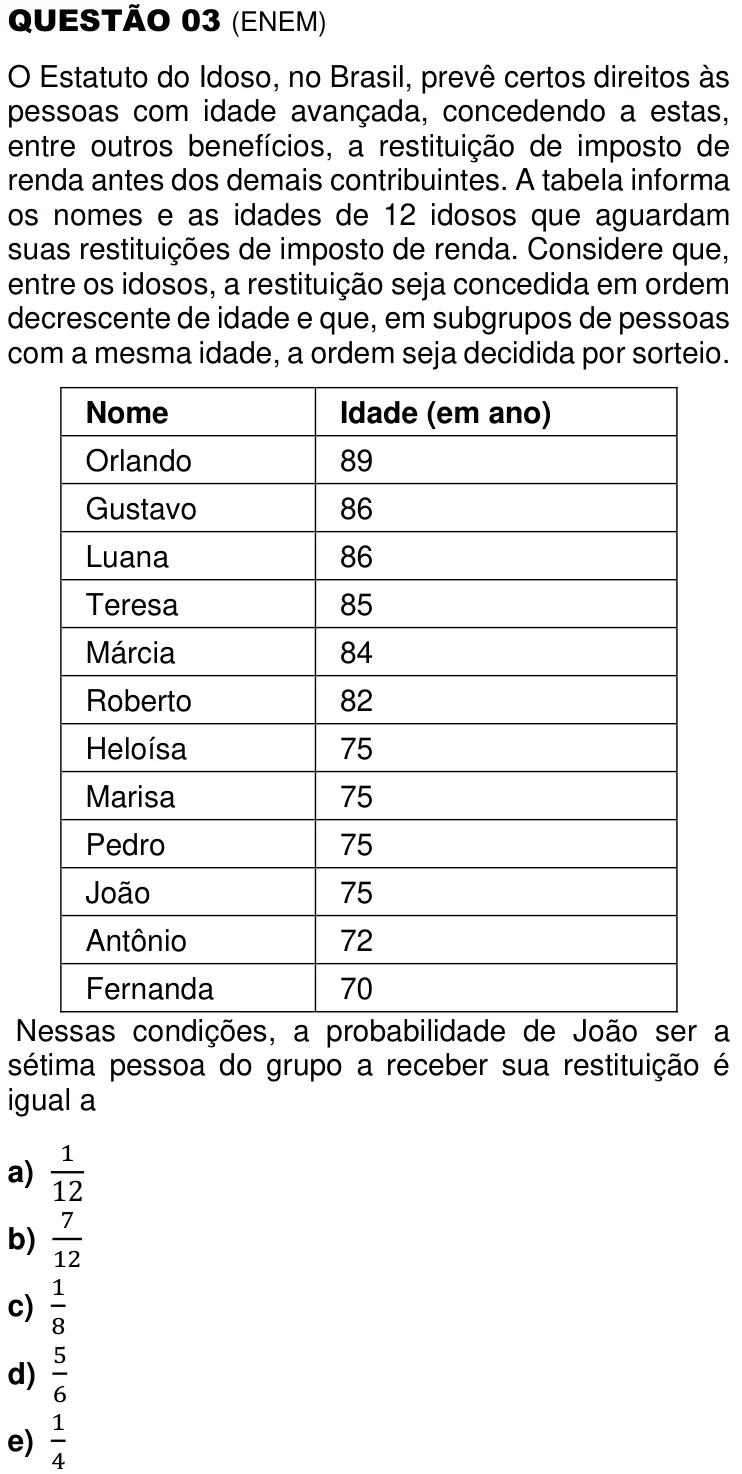 QUESTÃO 03 (ENEM)
O Estatuto do Idoso, no Brasil, prevê certos direitos às
pessoas com idade avançada, concedendo a estas,
entre outros benefícios, a restituição de imposto de
renda antes dos demais contribuintes. A tabela informa
os nomes e as idades de 12 idosos que aguardam
suas restituições de imposto de renda. Considere que,
entre os idosos, a restituição seja concedida em ordem
decrescente de idade e que, em subgrupos de pessoas
com a mesma idade, a ordem seja decidida por sorteio.
Nome Idade (em ano)
Orlando 89
Gustavo 86
Luana 86
Teresa 85
Márcia 84
Roberto 82
Heloísa 75
Marisa 75
Pedro 75
João 75
Antônio 72
Fernanda 70
Nessas condições, a probabilidade de João ser a
sétima pessoa do grupo a receber sua restituição é
igual a
a) 1/12
b) 7/12
c) 1/8
d) 5/6
e) 1/4